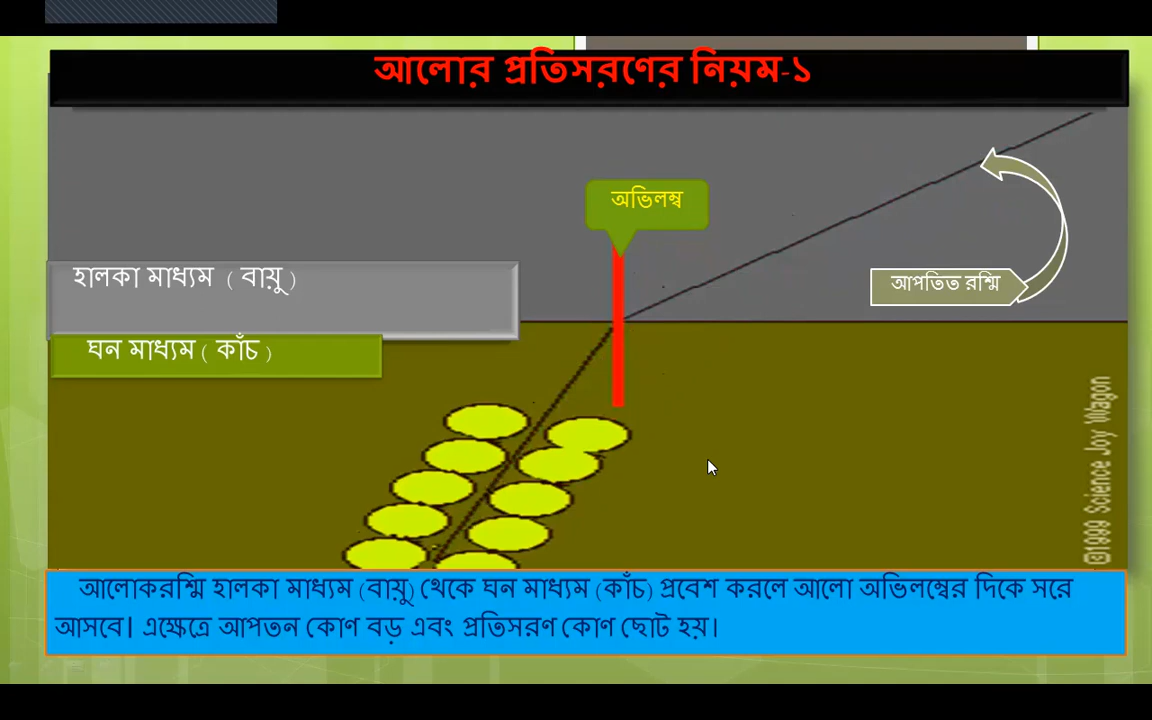 আলোর প্রতিসরণের নিয়ম-১
অভিলম্ব
হালকা মাধ্যম ( বায়ু )
আপতিত রশ্মি
ঘন মাধ্যম ( কাঁচ )
©1999 Science Joy Wagon
আলোকরশ্মি হালকা মাধ্যম (বায়ু) থেকে ঘন মাধ্যম (কাঁচ) প্রবেশ করলে আলো অভিলম্বের দিকে সরে
আসবে। এক্ষেত্রে আপতন কোণ বড় এবং প্রতিসরণ কোণ ছোট হয়।